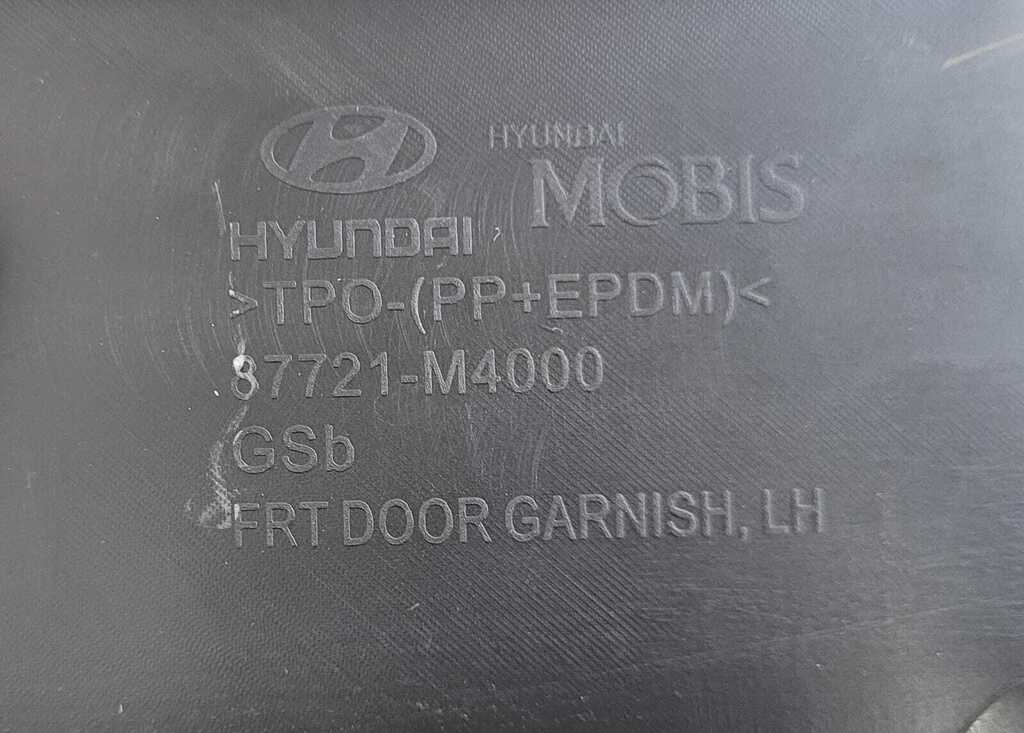 HYUNDAI
MOBIS
HYUNDAI
>TPO-(PP+EPDM)<
87721-M4000
GSb
FRT DOOR GARNISH, LH